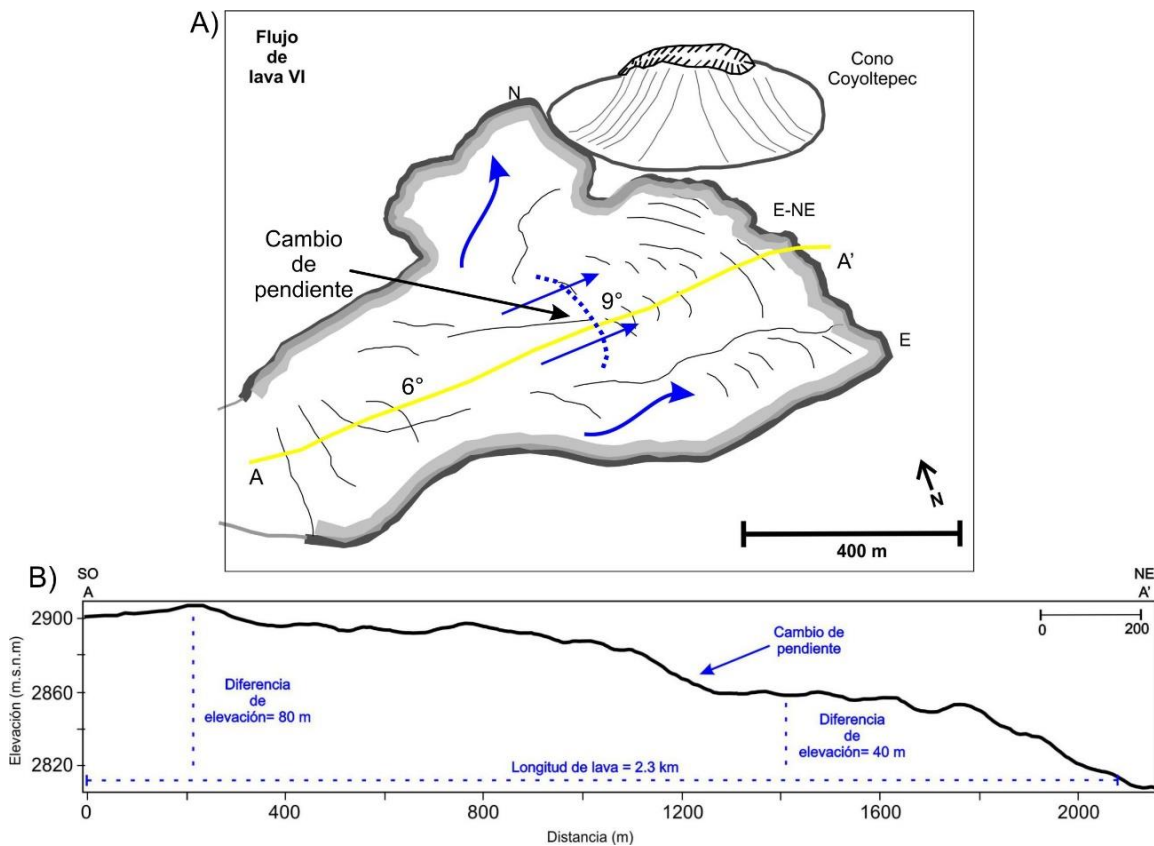 A)
Flujo
de
lava VI
Cono
Coyoltepec
N
E-NE
Cambio
de
pendiente
A'
9°
E
6°
A
N
400 m
B)
SO
A
NE
A'
2900
2860
2820
Elevación (m.s.n.m)
0 200
Cambio de
pendiente
Diferencia
de
elevación= 80 m
Diferencia
de
elevación= 40 m
Longitud de lava = 2.3 km
0 400 800 1200 1600 2000
Distancia (m)